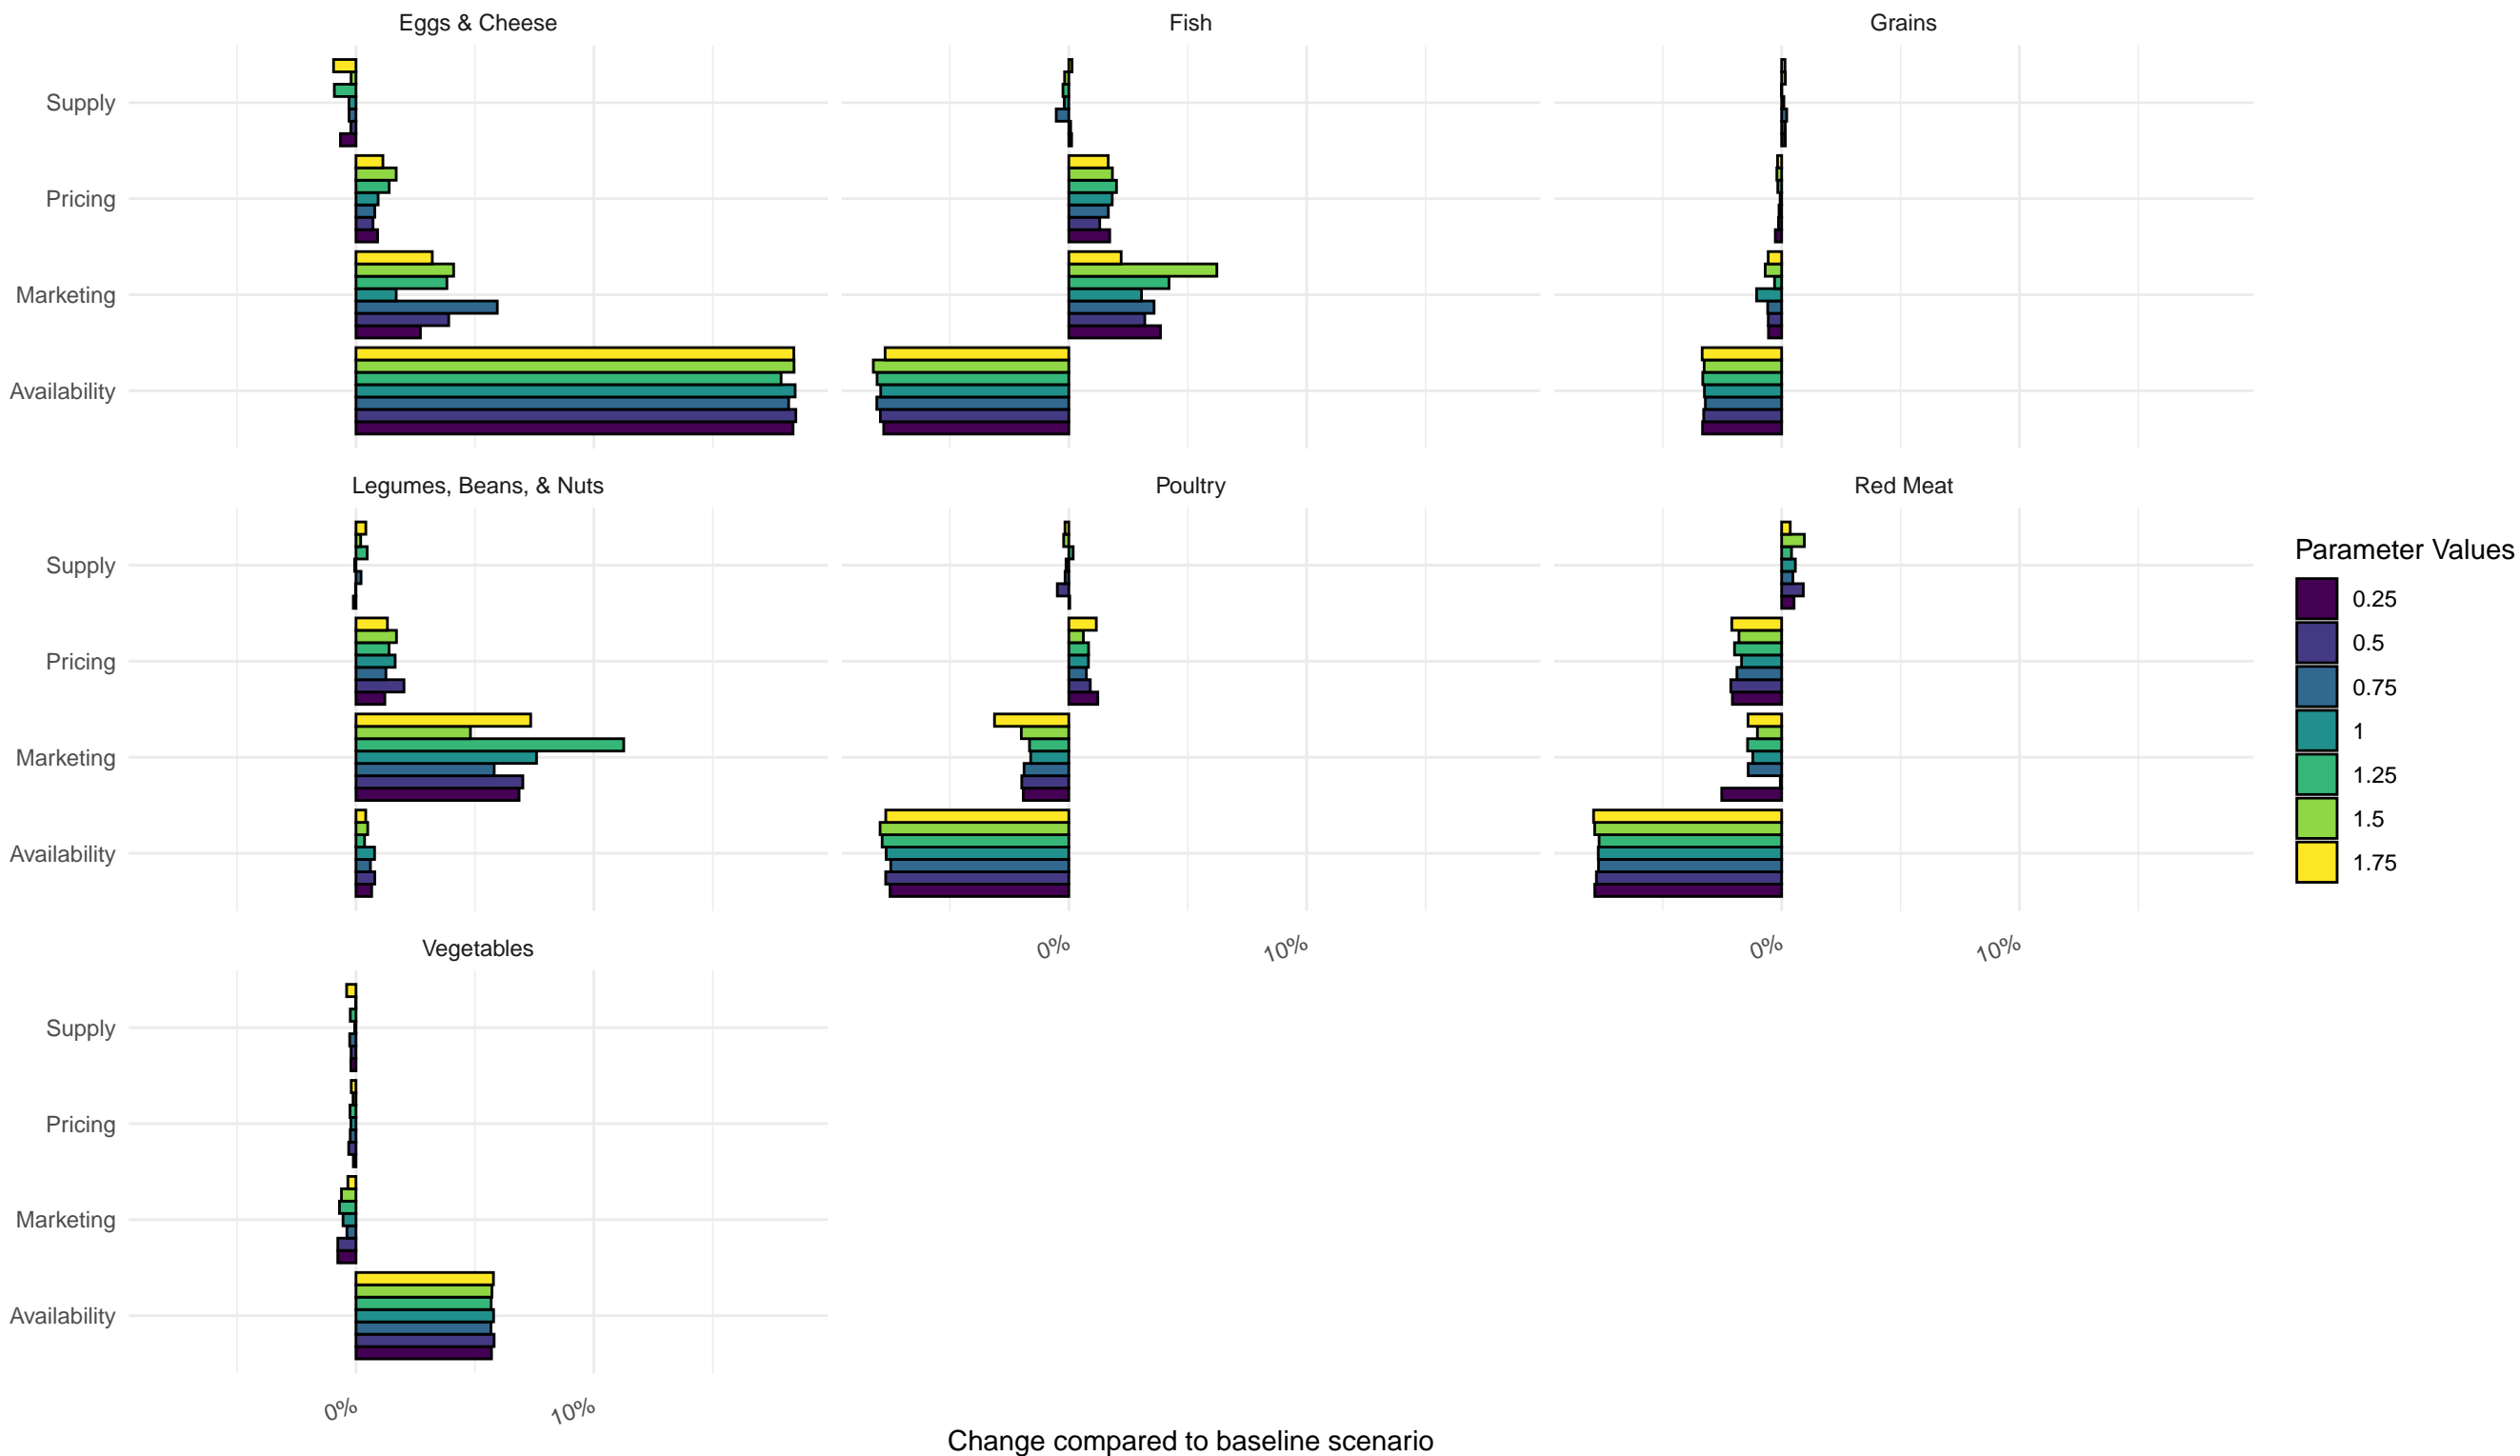 Eggs & Cheese
Fish
Grains
Supply
Pricing
Marketing
Availability
Legumes, Beans, & Nuts
Poultry
Red Meat
Supply
Pricing
Marketing
Availability
Parameter Values
0.25
0.5
0.75
1
1.25
1.5
1.75
Vegetables
0%
10%
0%
10%
Supply
Pricing
Marketing
Availability
0%
10%
Change compared to baseline scenario